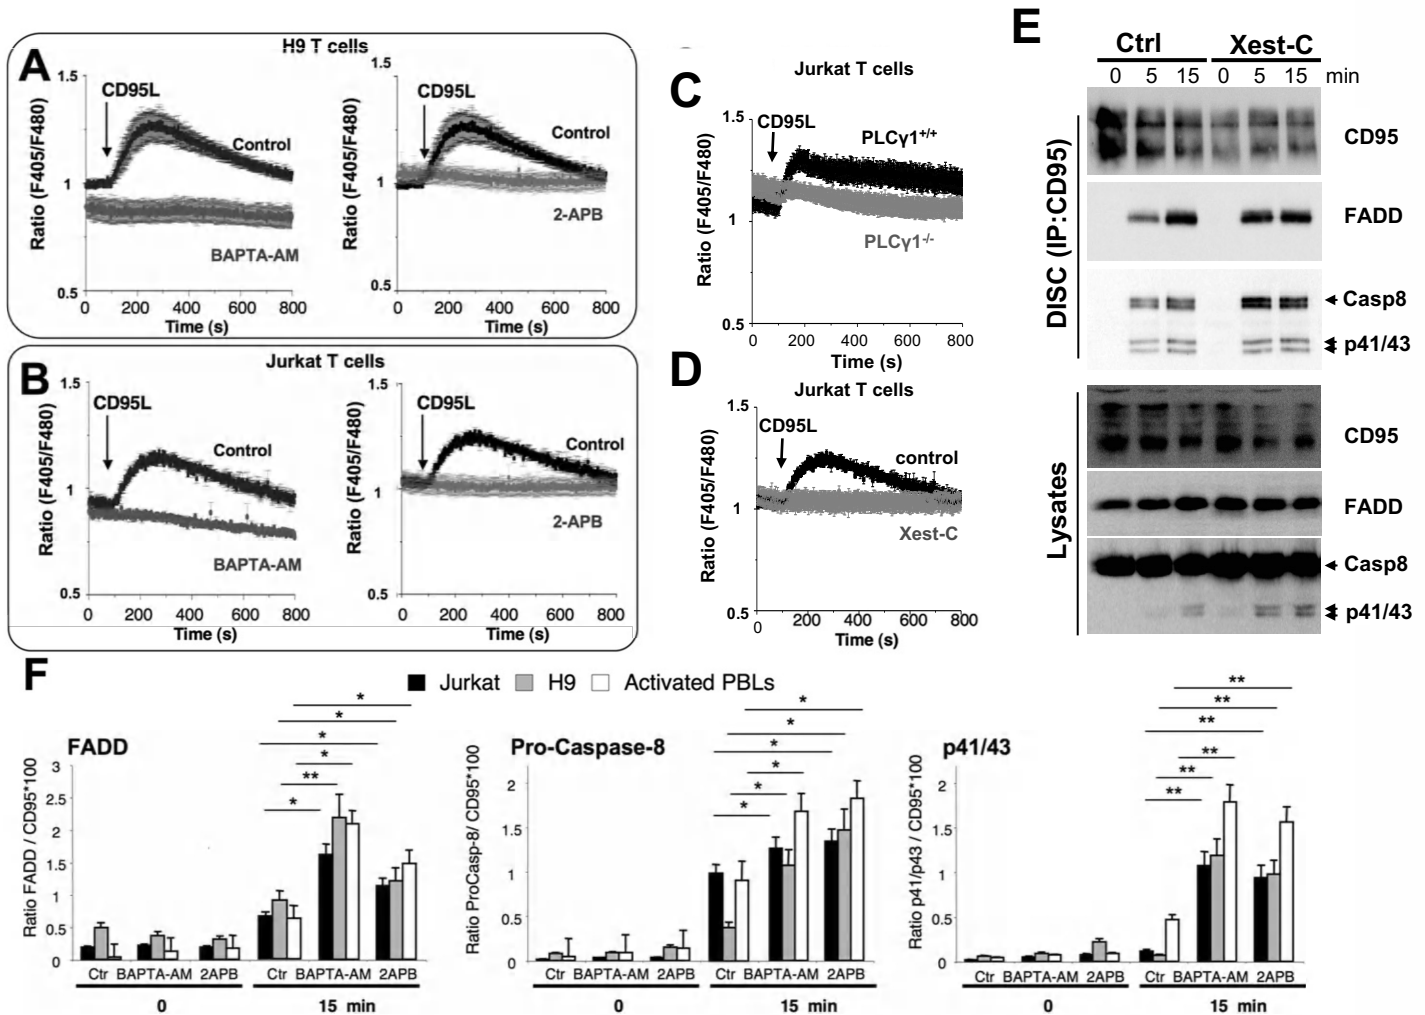 A
H9 T cells
1.5
1
0.5
Ratio (F405/F480)
CD95L
Control
BAPTA-AM
0 200 400 600 800
Time (s)
1.5
1
0.5
Ratio (F405/F480)
CD95L
Control
2-APB
0 200 400 600 800
Time (s)
B
Jurkat T cells
1.5
1
0.5
Ratio (F405/F480)
CD95L
Control
BAPTA-AM
0 200 400 600 800
Time (s)
1.5
1
0.5
Ratio (F405/F480)
CD95L
Control
2-APB
0 200 400 600 800
Time (s)
C
Jurkat T cells
1.5
1
0.5
Ratio (F405/F480)
CD95L
PLCγ1+/+
PLCγ1-/-
0 200 400 600 800
Time (s)
D
Jurkat T cells
1.5
1
0.5
Ratio (F405/F480)
CD95L
control
Xest-C
0 200 400 600 800
Time (s)
E
Ctrl Xest-C
0 5 15 0 5 15 min
DISC (IP:CD95)
CD95
FADD
Casp8
p41/43
Lysates
CD95
FADD
Casp8
p41/43
F
Jurkat H9 Activated PBLs
FADD
Ratio FADD / CD95*100
3
2.5
2
1.5
1
0.5
0
* ** * * * *
Ctr BAPTA-AM 2APB Ctr BAPTA-AM 2APB
0 15 min
Pro-Caspase-8
Ratio ProCasp-8/ CD95*100
2
1.5
1
0.5
0
* * * * * *
Ctr BAPTA-AM 2APB Ctr BAPTA-AM 2APB
0 15 min
p41/43
Ratio p41/p43 / CD95*100
2
1.5
1
0.5
0
** ** ** ** ** **
Ctr BAPTA-AM 2APB Ctr BAPTA-AM 2APB
0 15 min